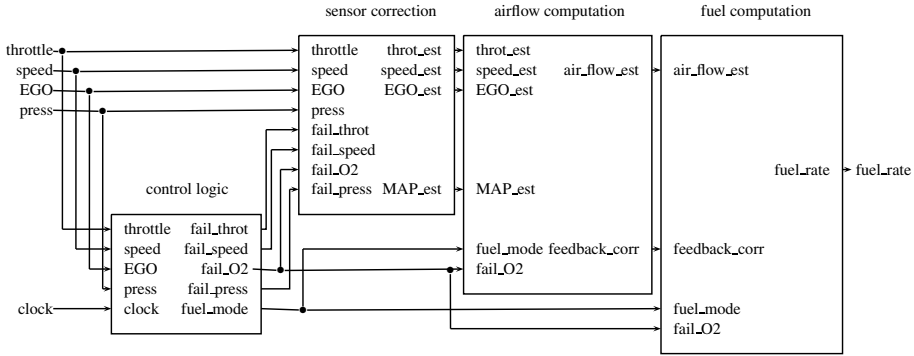 sensor correction airflow computation fuel computation
throttle throttle throt_est throt_est
speed speed speed_est speed_est air_flow_est air_flow_est
EGO EGO EGO_est EGO_est
press press
fail_throt
fail_speed
fail_O2 fuel_rate fuel_rate
control logic fail_press MAP_est MAP_est
throttle fail_throt
speed fail_speed fuel_mode feedback_corr feedback_corr
EGO fail_O2 fail_O2
press fail_press
clock clock fuel_mode fuel_mode
fail_O2